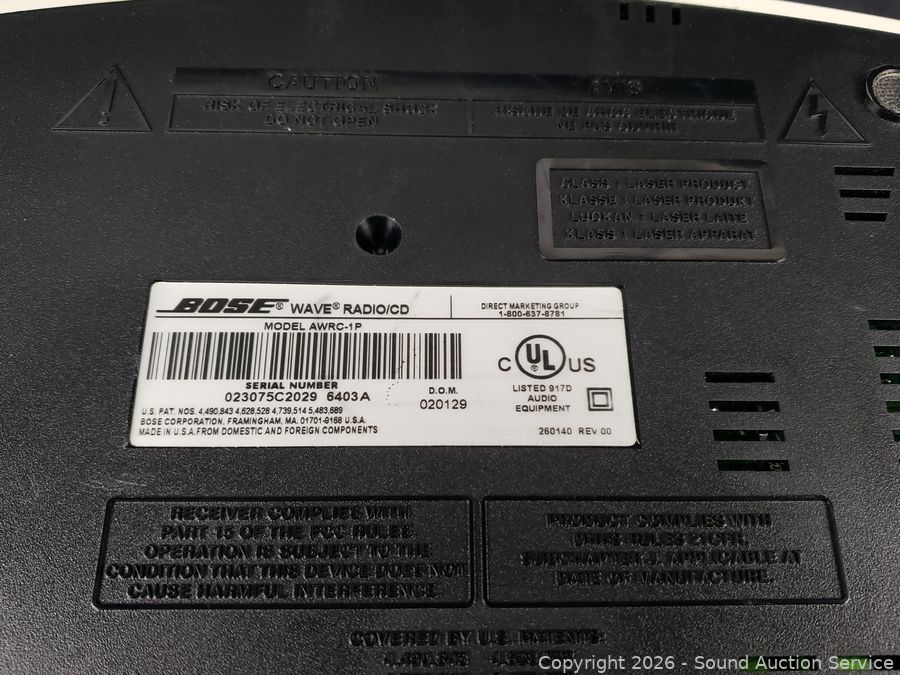 CAUTION
RISK OF ELECTRICAL SHOCK
DO NOT OPEN
AVIS
RISQUE DE CHOC ELECTRIQUE
NE PAS OUVRIR
CLASS 1 LASER PRODUCT
KLASSE 1 LASER PRODUKT
LUOKAN 1 LASER LAITE
KLASS 1 LASER APPARAT
BOSE® WAVE® RADIO/CD
DIRECT MARKETING GROUP
1-800-637-8781
MODEL AWRC-1P
SERIAL NUMBER
023075C2029 6403A
D.O.M.
020129
C UL® US
LISTED 917D
AUDIO
EQUIPMENT
U.S. PAT. NOS. 4,490,843 4,628,528 4,739,514 5,483,689
BOSE CORPORATION, FRAMINGHAM, MA. 01701-9168 U.S.A.
MADE IN U.S.A. FROM DOMESTIC AND FOREIGN COMPONENTS
260140 REV 00
RECEIVER COMPLIES WITH
PART 15 OF THE FCC RULES.
OPERATION IS SUBJECT TO THE
CONDITION THAT THIS DEVICE DOES NOT
CAUSE HARMFUL INTERFERENCE.
PRODUCT COMPLIES WITH
DHHS RULES 21CFR,
SUBCHAPTER J, APPLICABLE AT
DATE OF MANUFACTURE.
COVERED BY U.S. PATENTS:
Copyright 2026 - Sound Auction Service